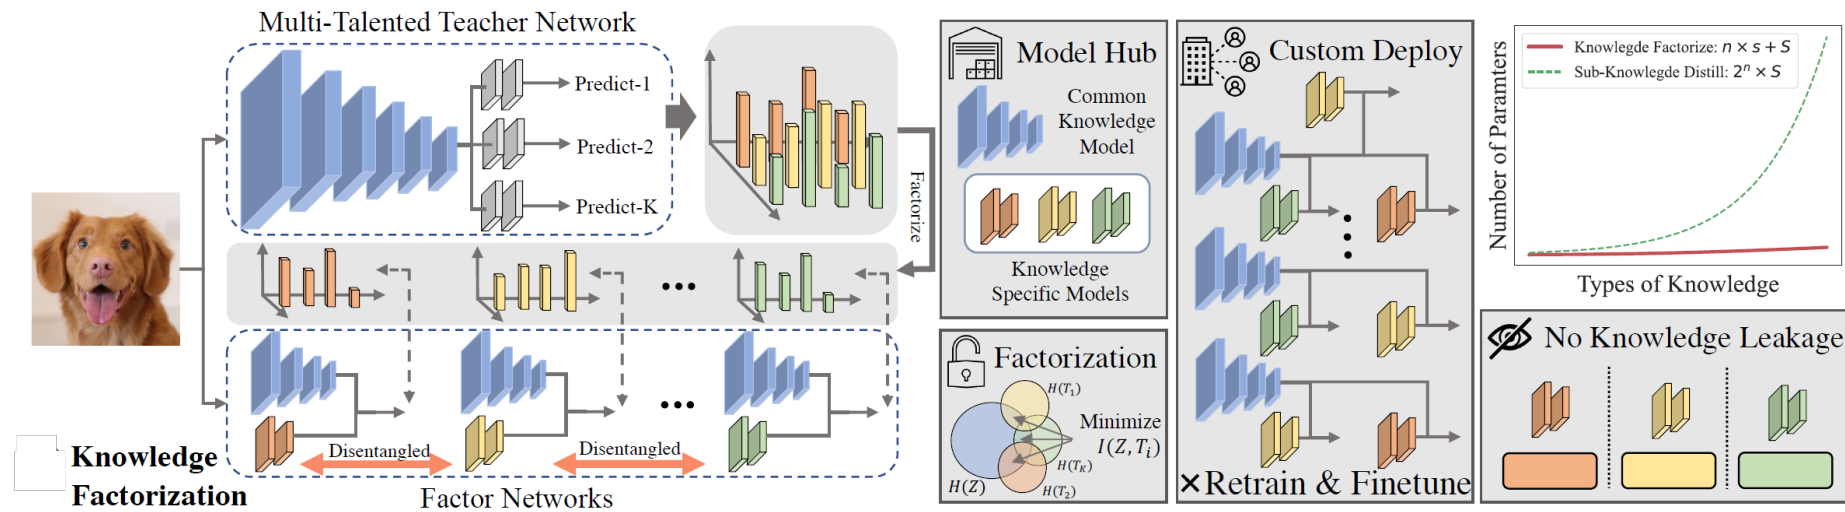 Multi-Talented Teacher Network
Predict-1
Predict-2
Predict-K
Factorize
Disentangled
Disentangled
Knowledge
Factorization
Factor Networks
Model Hub
Common
Knowledge
Model
Knowledge
Specific Models
Factorization
H(T₁)
Minimize
I(Z, Tᵢ)
H(T_K)
H(Z)
H(T₂)
Custom Deploy
×Retrain & Finetune
Knowlegde Factorize: n × s + S
Sub-Knowlegde Distill: 2ⁿ × S
Number of Paramters
Types of Knowledge
No Knowledge Leakage